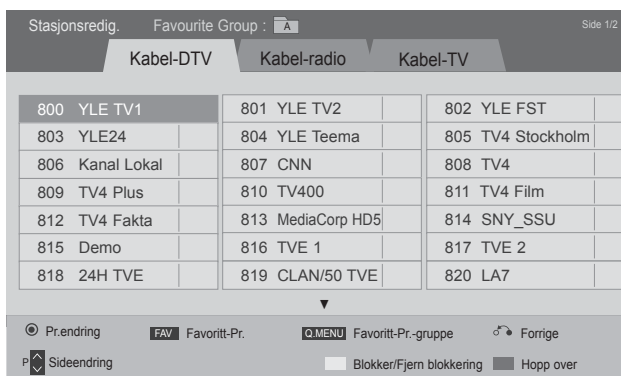 Stasjonsredig. Favourite Group : A Side 1/2
Kabel-DTV Kabel-radio Kabel-TV
800 YLE TV1 801 YLE TV2 802 YLE FST
803 YLE24 804 YLE Teema 805 TV4 Stockholm
806 Kanal Lokal 807 CNN 808 TV4
809 TV4 Plus 810 TV400 811 TV4 Film
812 TV4 Fakta 813 MediaCorp HD5 814 SNY_SSU
815 Demo 816 TVE 1 817 TVE 2
818 24H TVE 819 CLAN/50 TVE 820 LA7
Pr.endring FAV Favoritt-Pr. Q.MENU Favoritt-Pr.-gruppe Forrige
P Sideendring Blokker/Fjern blokkering Hopp over